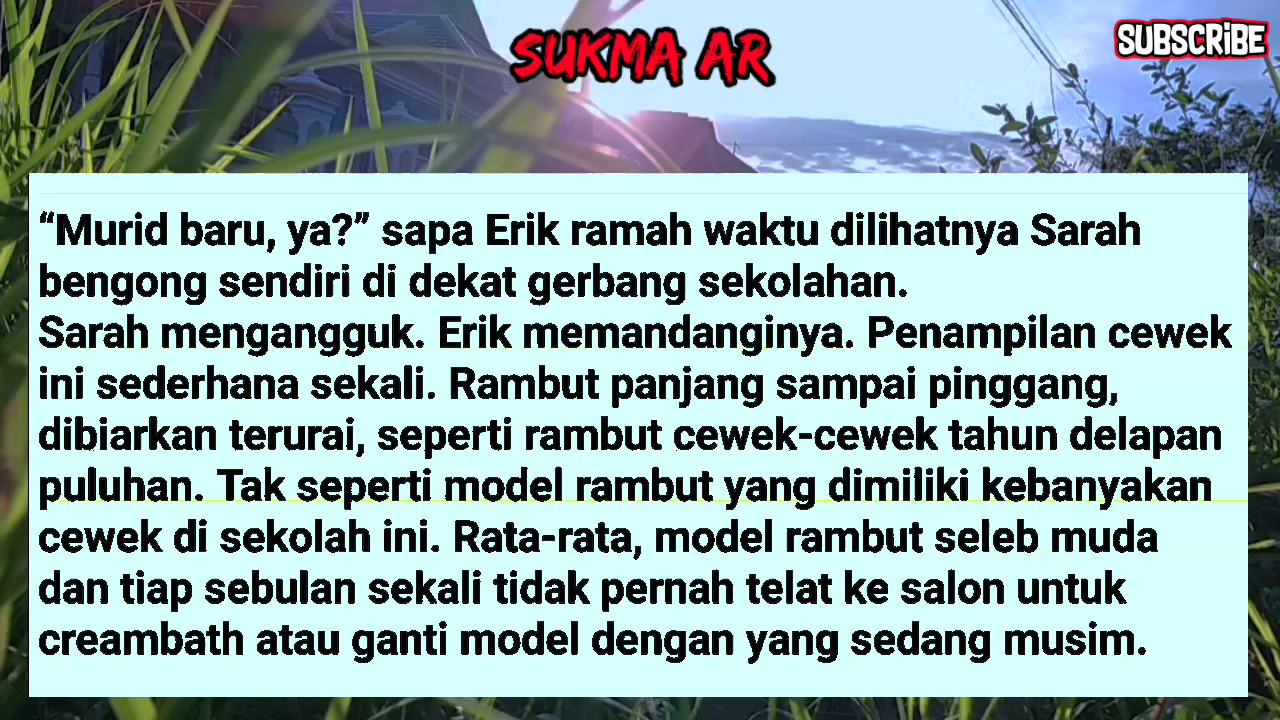 SUKMA AR
SUBSCRiBE
“Murid baru, ya?” sapa Erik ramah waktu dilihatnya Sarah
bengong sendiri di dekat gerbang sekolahan.
Sarah mengangguk. Erik memandanginya. Penampilan cewek
ini sederhana sekali. Rambut panjang sampai pinggang,
dibiarkan terurai, seperti rambut cewek-cewek tahun delapan
puluhan. Tak seperti model rambut yang dimiliki kebanyakan
cewek di sekolah ini. Rata-rata, model rambut seleb muda
dan tiap sebulan sekali tidak pernah telat ke salon untuk
creambath atau ganti model dengan yang sedang musim.